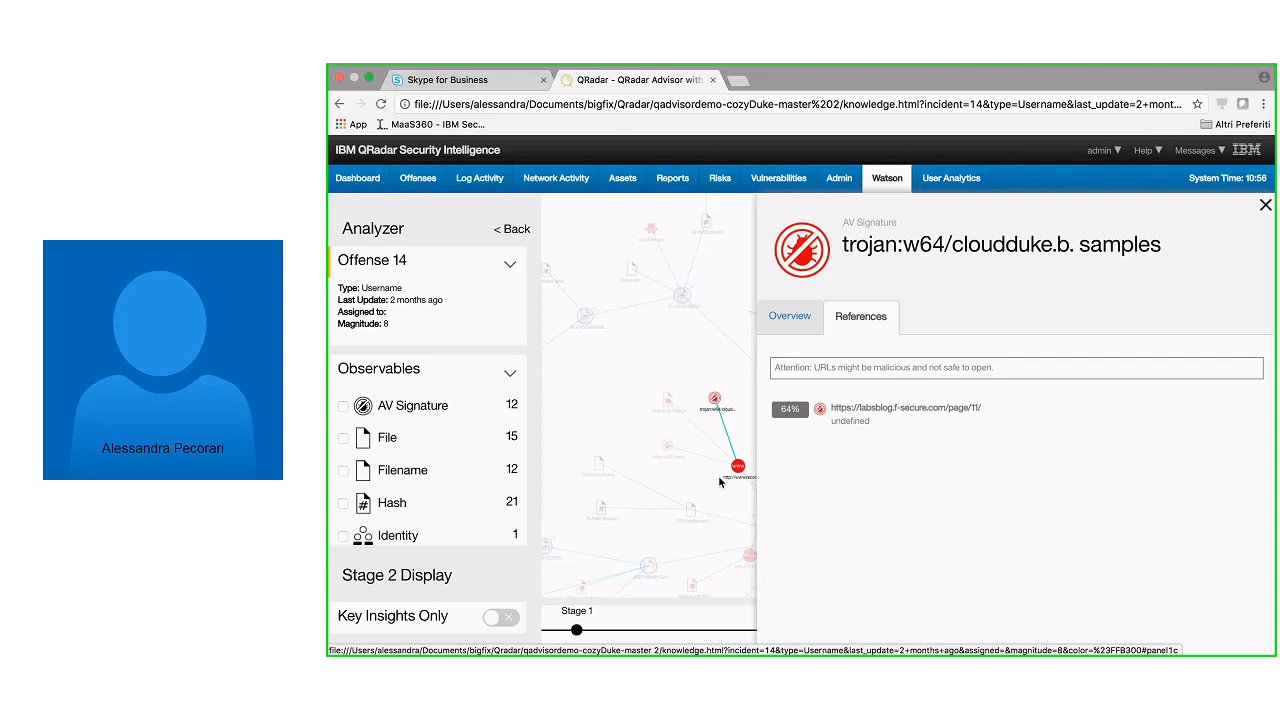 Alessandra Pecorari
Skype for Business
QRadar - QRadar Advisor with
file:///Users/alessandra/Documents/bigfix/Qradar/qadvisordemo-cozyDuke-master%202/knowledge.html?incident=14&type=Username&last_update=2+mont...
App
MaaS360 - IBM Sec...
Altri Preferiti
IBM QRadar Security Intelligence
admin
Help
Messages
IBM
Dashboard
Offenses
Log Activity
Network Activity
Assets
Reports
Risks
Vulnerabilities
Admin
Watson
User Analytics
System Time: 10:56
Analyzer
< Back
Offense 14
Type: Username
Last Update: 2 months ago
Assigned to:
Magnitude: 8
Observables
AV Signature 12
File 15
Filename 12
Hash 21
Identity 1
Stage 2 Display
Key Insights Only
trojan:w64/cloud...
www
Stage 1
AV Signature
trojan:w64/cloudduke.b. samples
Overview
References
Attention: URLs might be malicious and not safe to open.
64%
https://labsblog.f-secure.com/page/11/
undefined
file:///Users/alessandra/Documents/bigfix/Qradar/qadvisordemo-cozyDuke-master 2/knowledge.html?incident=14&type=Username&last_update=2+months+ago&assigned=&magnitude=8&color=%23FFB300#panel1c